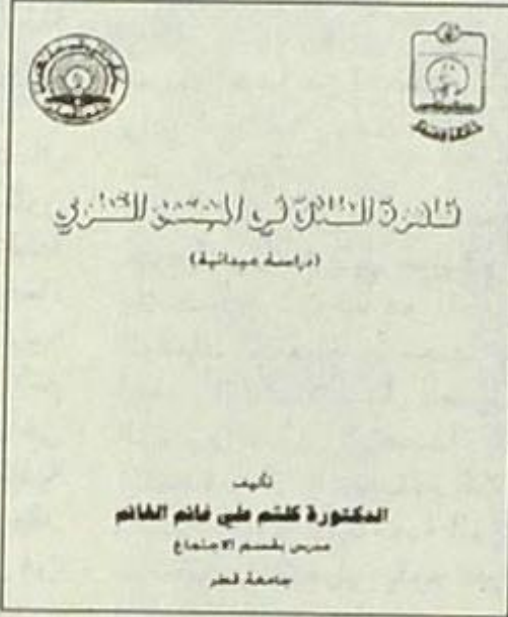 ظاهرة الطلاق في المجتمع القطري
(دراسة ميدانية)
تأليف
الدكتورة كلثم علي غانم الغانم
مدرس بقسم الاجتماع
جامعة قطر